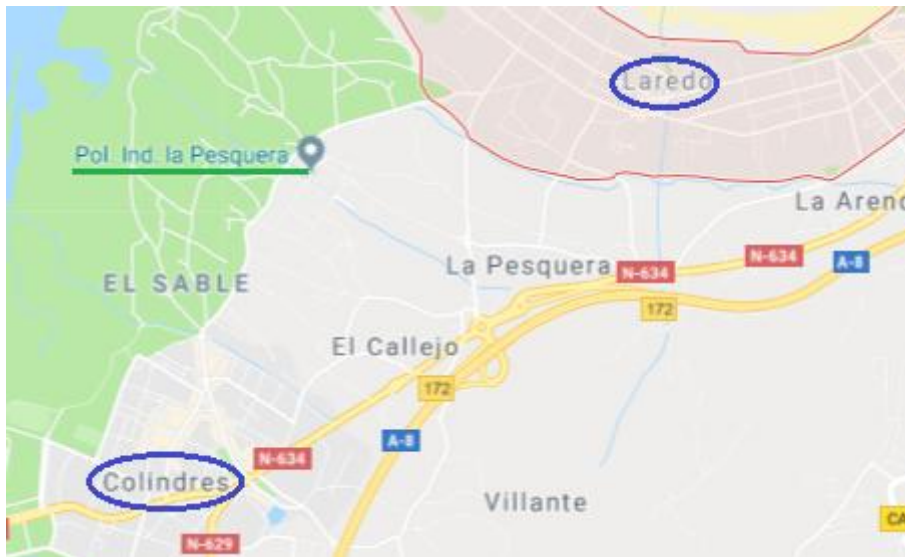 Laredo
Pol. Ind. la Pesquera
La Aren
EL SABLE
La Pesquera
N-634
N-634
A-8
172
El Callejo
172
A-8
N-634
Colindres
Villante
N-629
CA